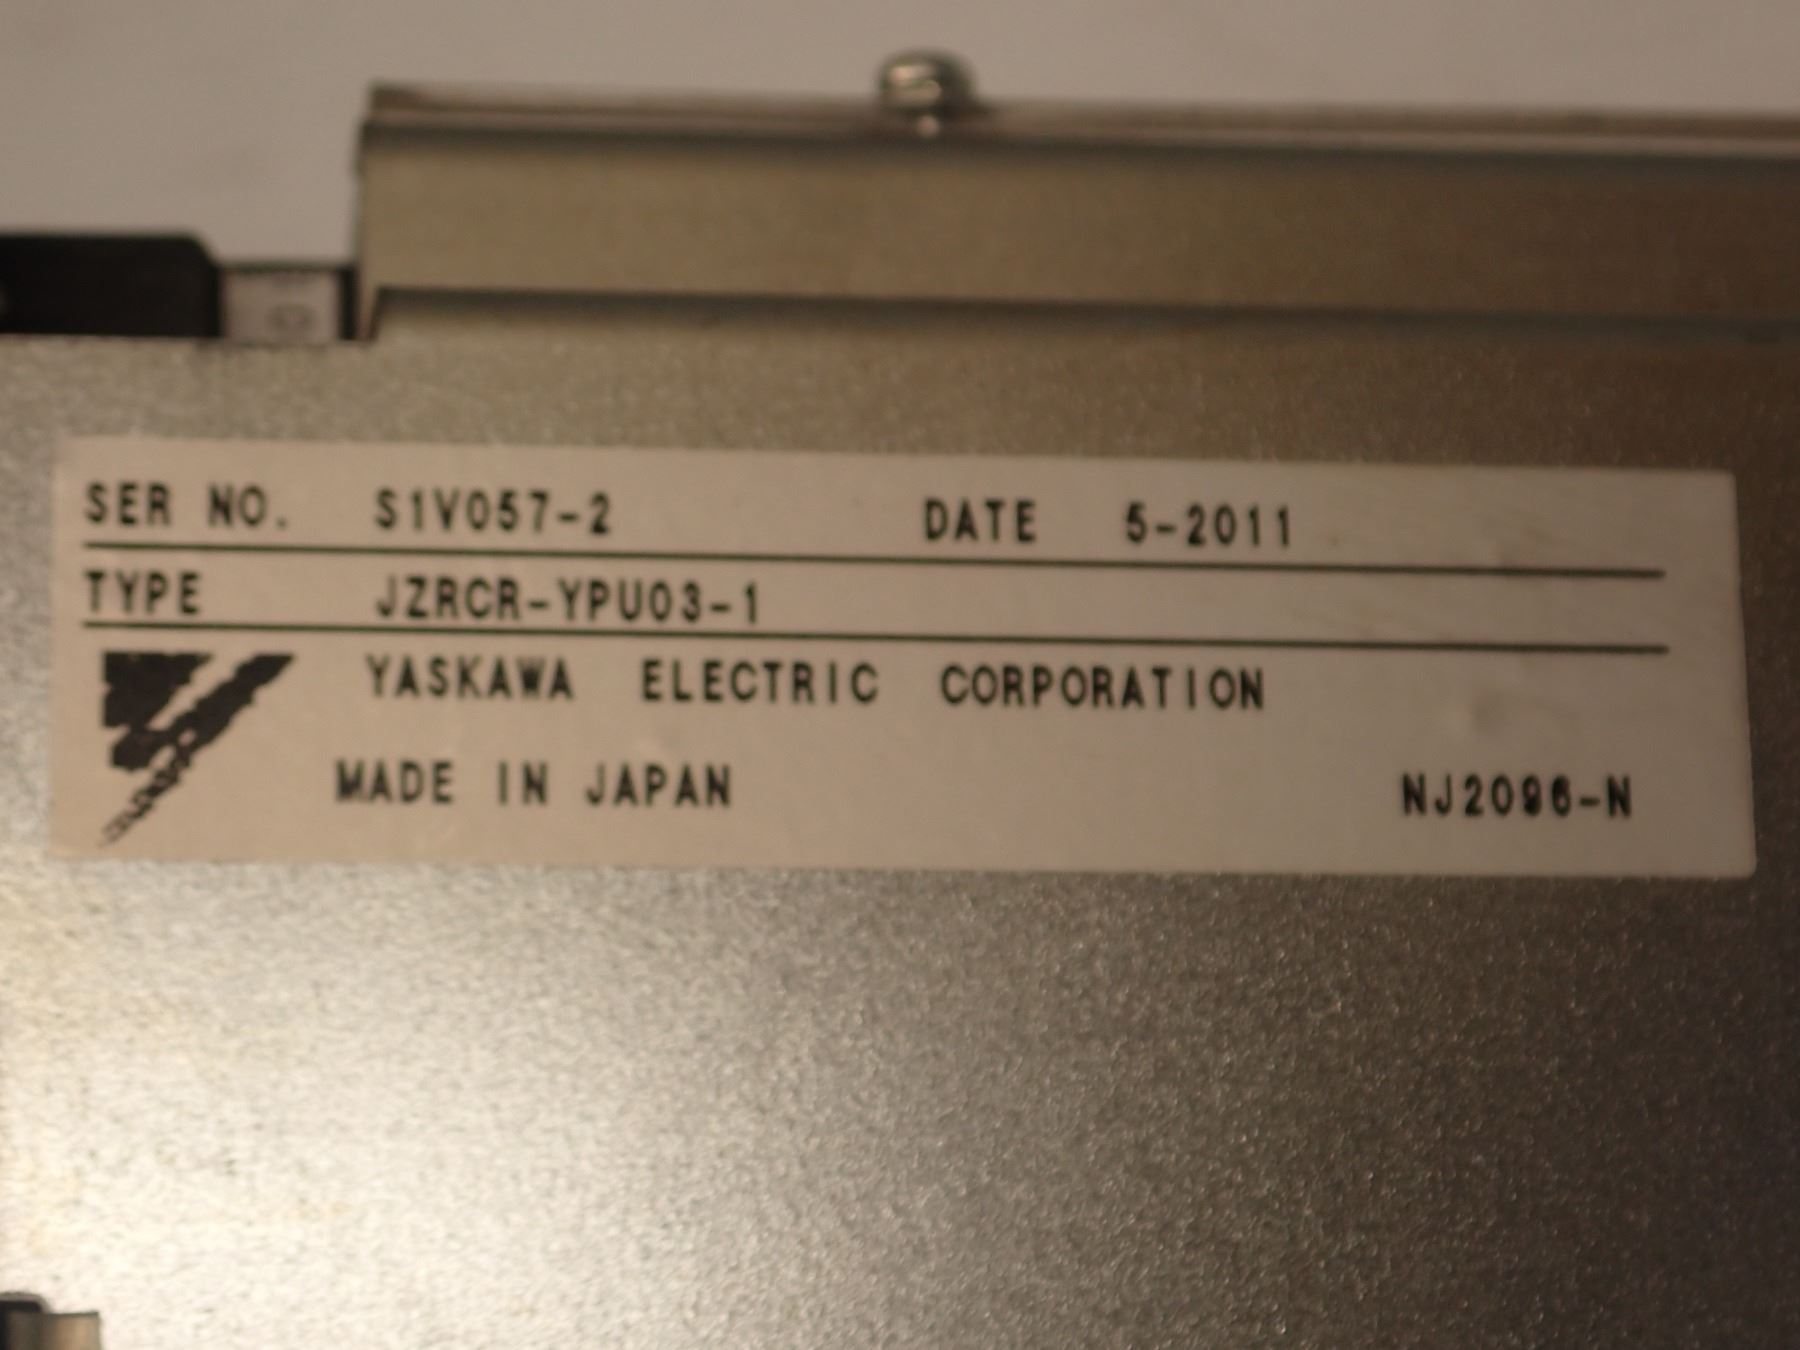 SER NO. S1V057-2 DATE 5-2011
TYPE JZRCR-YPU03-1
YASKAWA ELECTRIC CORPORATION
MADE IN JAPAN NJ2096-N